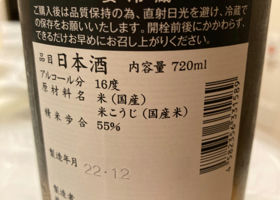 ご購入後は品質保持の為、直射日光を避け、冷蔵で
の保存をお願いいたします。開栓前後にかかわらず、
できるだけお早めにお召し上がりください。
品目 日本酒 内容量 720ml
アルコール分 16度
原材料名 米(国産)
米こうじ(国産米)
精米歩合 55%
製造年月 22.12
製造者